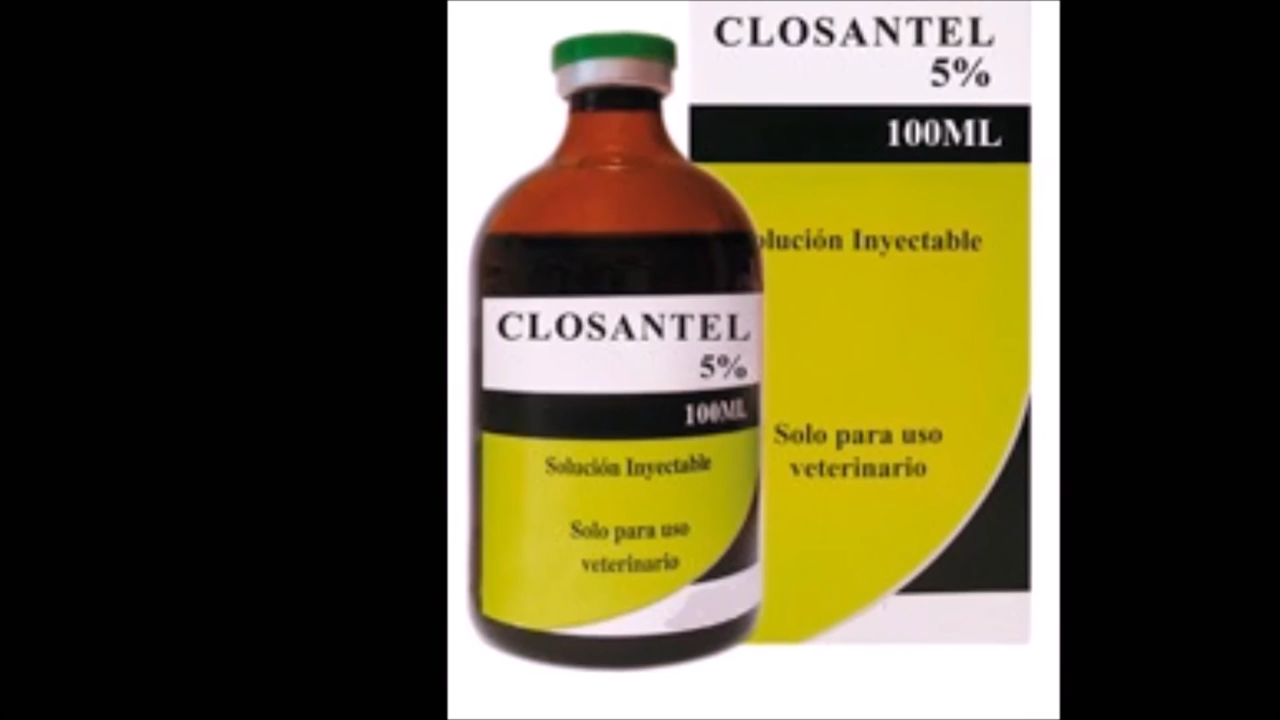 CLOSANTEL
5%
100ML
olución Inyectable
Solo para uso
veterinario
CLOSANTEL
5%
100ML
Solución Inyectable
Solo para uso
veterinario